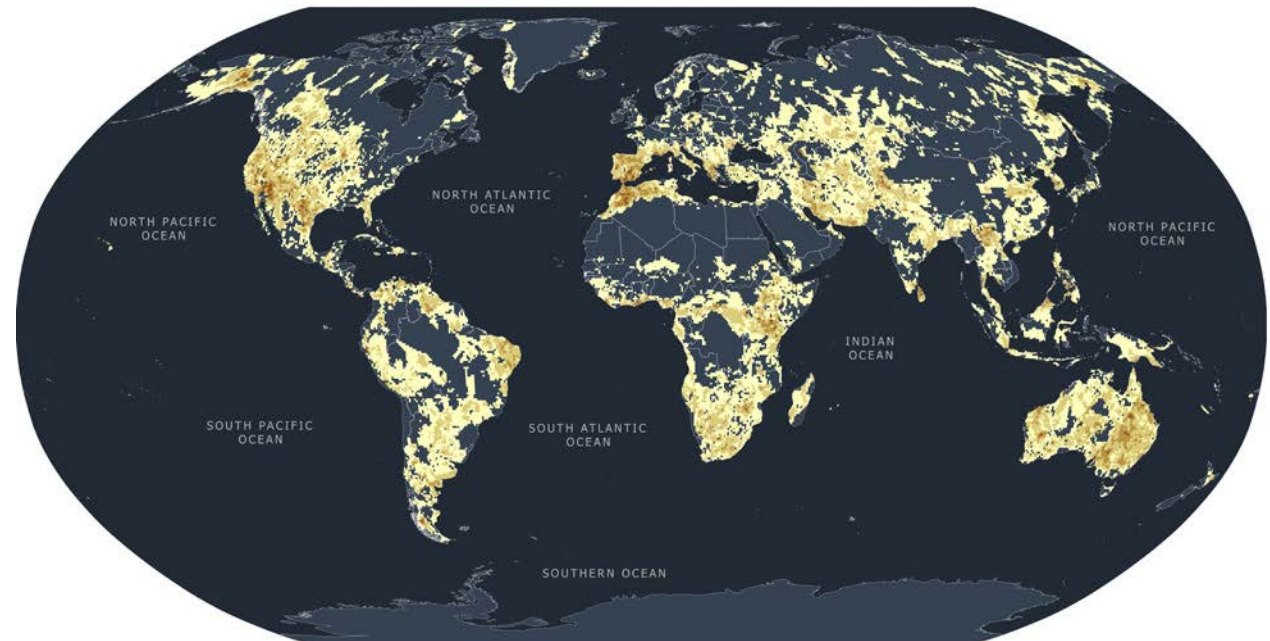 NORTH ATLANTIC
OCEAN
NORTH PACIFIC
OCEAN
NORTH PACIFIC
OCEAN
INDIAN
OCEAN
SOUTH PACIFIC
OCEAN
SOUTH ATLANTIC
OCEAN
SOUTHERN OCEAN